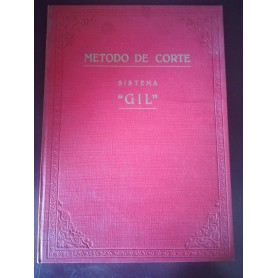 METODO DE CORTE
SISTEMA
"GIL"